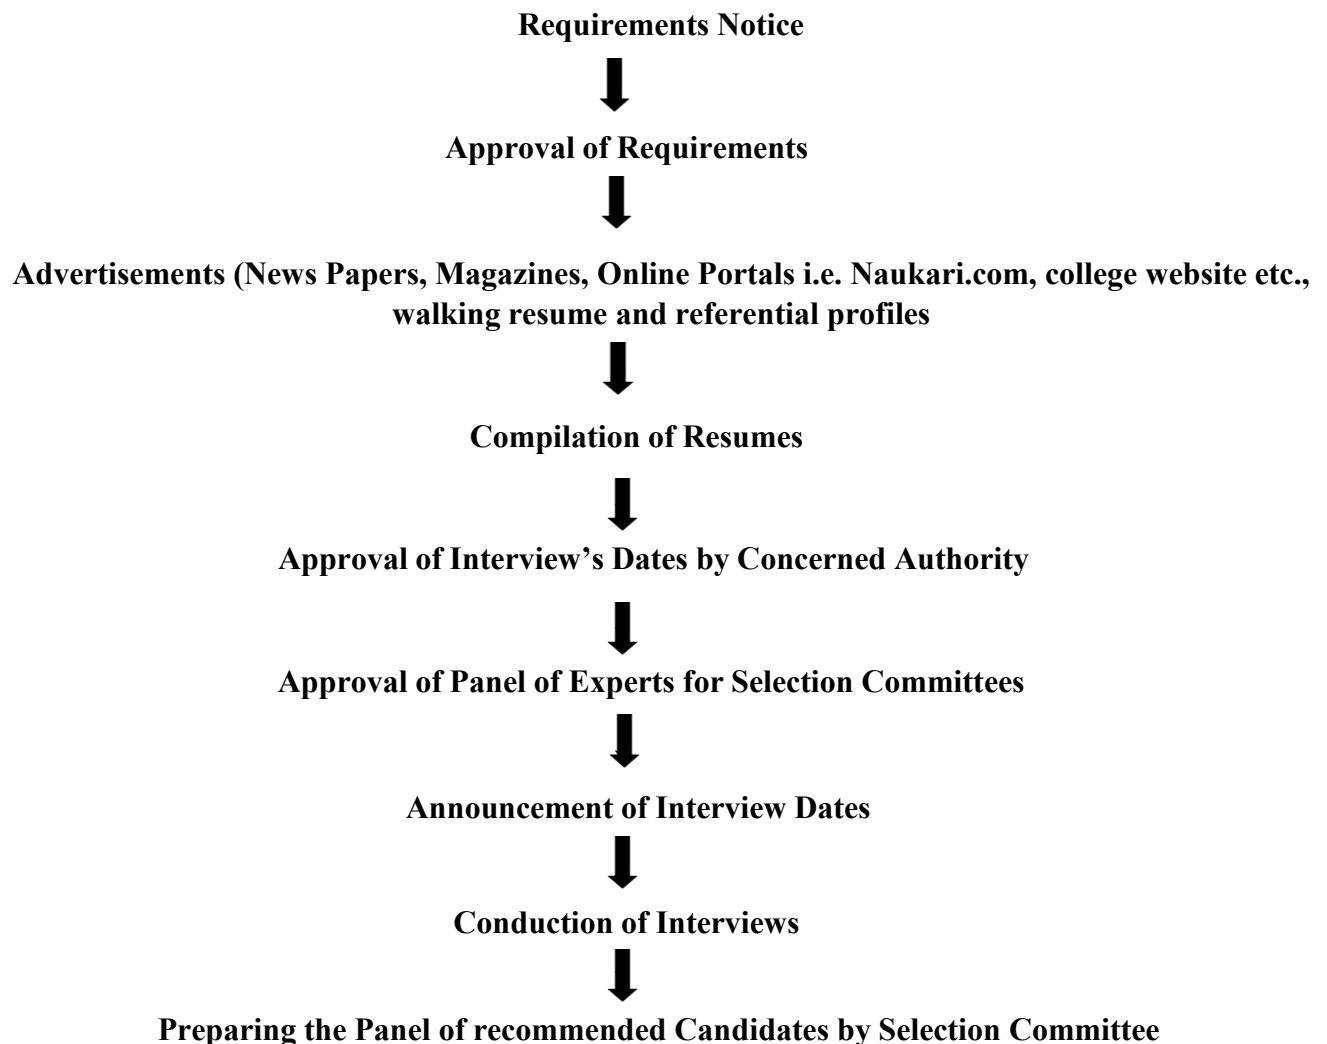 Requirements Notice
Approval of Requirements
Advertisements (News Papers, Magazines, Online Portals i.e. Naukari.com, college website etc.,
walking resume and referential profiles
Compilation of Resumes
Approval of Interview’s Dates by Concerned Authority
Approval of Panel of Experts for Selection Committees
Announcement of Interview Dates
Conduction of Interviews
Preparing the Panel of recommended Candidates by Selection Committee